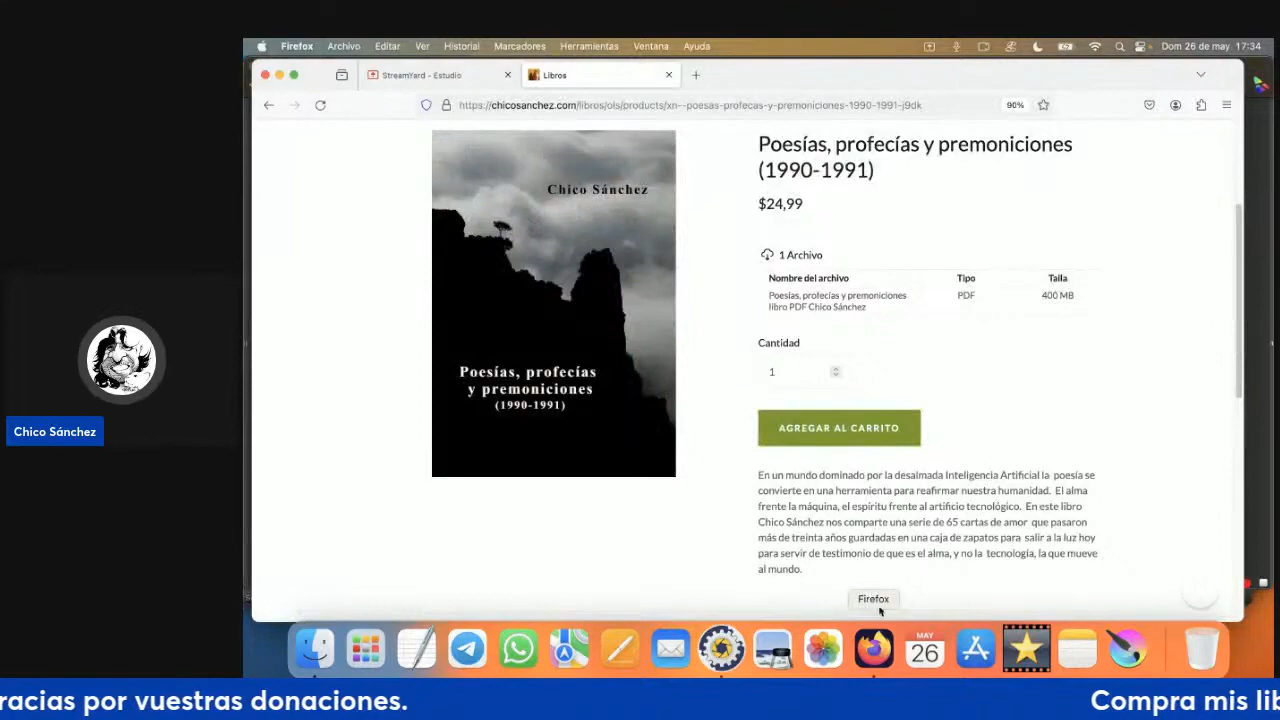 Firefox Archivo Editar Ver Historial Marcadores Herramientas Ventana Ayuda Dom 26 de may 17:34
StreamYard - Estudio Libros
https://chicosanchez.com/libros/ols/products/xn--poesas-profecas-y-premoniciones-1990-1991-j9dk 90%
Chico Sánchez
Poesías, profecías
y premoniciones
(1990-1991)
Poesías, profecías y premoniciones
(1990-1991)
$24,99
1 Archivo
Nombre del archivo Tipo Talla
Poesías, profecías y premoniciones PDF 400 MB
libro PDF Chico Sánchez
Cantidad
1
AGREGAR AL CARRITO
En un mundo dominado por la desalmada Inteligencia Artificial la poesía se
convierte en una herramienta para reafirmar nuestra humanidad. El alma
frente la máquina, el espíritu frente al artificio tecnológico. En este libro
Chico Sánchez nos comparte una serie de 65 cartas de amor que pasaron
más de treinta años guardadas en una caja de zapatos para salir a la luz hoy
para servir de testimonio de que es el alma, y no la tecnología, la que mueve
al mundo.
Firefox
MAY
26
Chico Sánchez
racias por vuestras donaciones. Compra mis lib